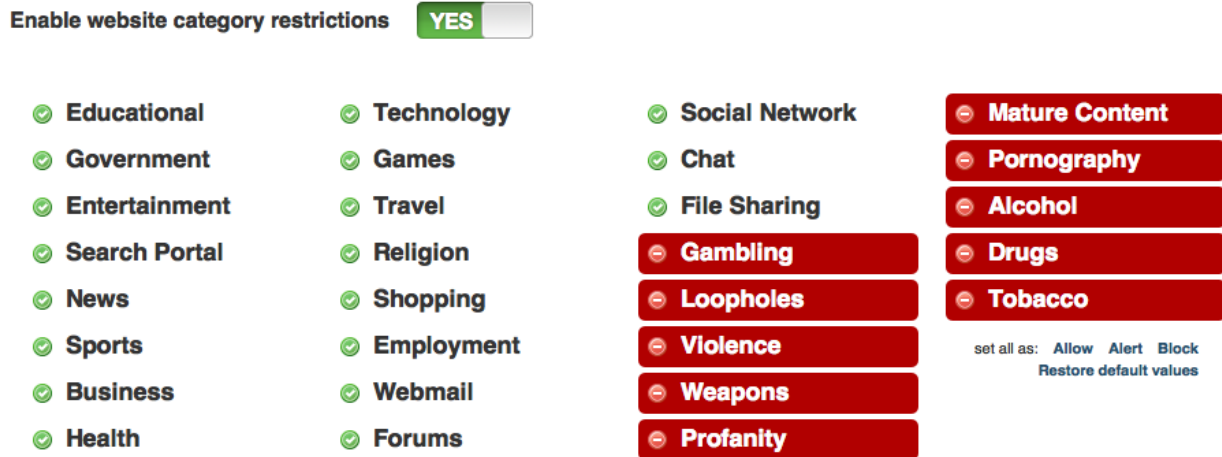 Enable website category restrictions YES
Educational
Government
Entertainment
Search Portal
News
Sports
Business
Health
Technology
Games
Travel
Religion
Shopping
Employment
Webmail
Forums
Social Network
Chat
File Sharing
Gambling
Loopholes
Violence
Weapons
Profanity
Mature Content
Pornography
Alcohol
Drugs
Tobacco
set all as: Allow Alert Block
Restore default values